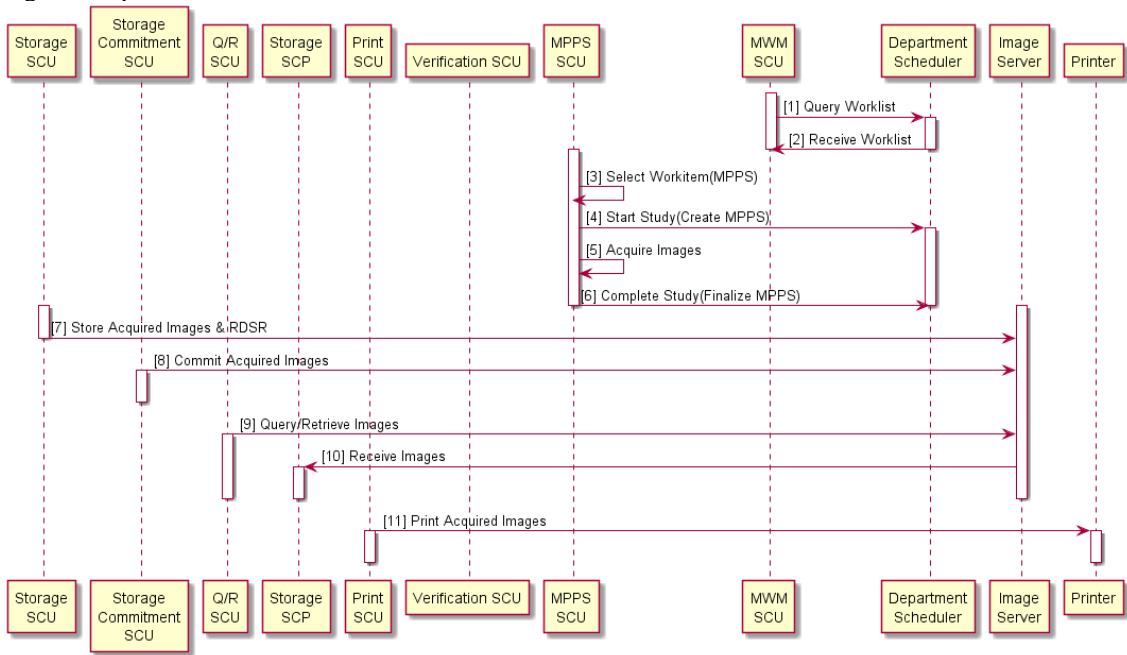 Storage
SCU
Storage
Commitment
SCU
Q/R
SCU
Storage
SCP
Print
SCU
Verification SCU
MPPS
SCU
MWM
SCU
Department
Scheduler
Image
Server
Printer
[1] Query Worklist
[2] Receive Worklist
[3] Select Workitem(MPPS)
[4] Start Study(Create MPPS)
[5] Acquire Images
[6] Complete Study(Finalize MPPS)
[7] Store Acquired Images & RDSR
[8] Commit Acquired Images
[9] Query/Retrieve Images
[10] Receive Images
[11] Print Acquired Images
Storage
SCU
Storage
Commitment
SCU
Q/R
SCU
Storage
SCP
Print
SCU
Verification SCU
MPPS
SCU
MWM
SCU
Department
Scheduler
Image
Server
Printer